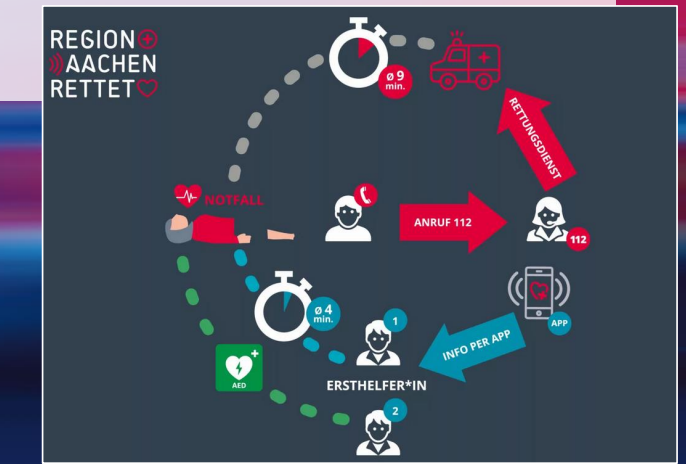 REGION
AACHEN
RETTET
ø 9
min.
RETTUNGSDIENST
NOTFALL
ANRUF 112
112
ø 4
min.
1
APP
INFO PER APP
AED
ERSTHELFER*IN
2